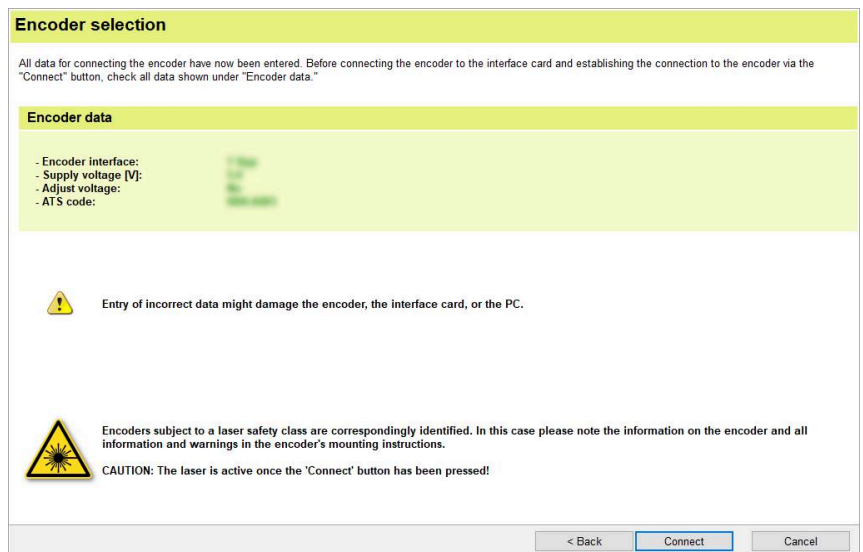 Encoder selection
All data for connecting the encoder have now been entered. Before connecting the encoder to the interface card and establishing the connection to the encoder via the
"Connect" button, check all data shown under "Encoder data."
Encoder data
- Encoder interface:
- Supply voltage [V]:
- Adjust voltage:
- ATS code:
Entry of incorrect data might damage the encoder, the interface card, or the PC.
Encoders subject to a laser safety class are correspondingly identified. In this case please note the information on the encoder and all
information and warnings in the encoder's mounting instructions.
CAUTION: The laser is active once the 'Connect' button has been pressed!
< Back Connect Cancel